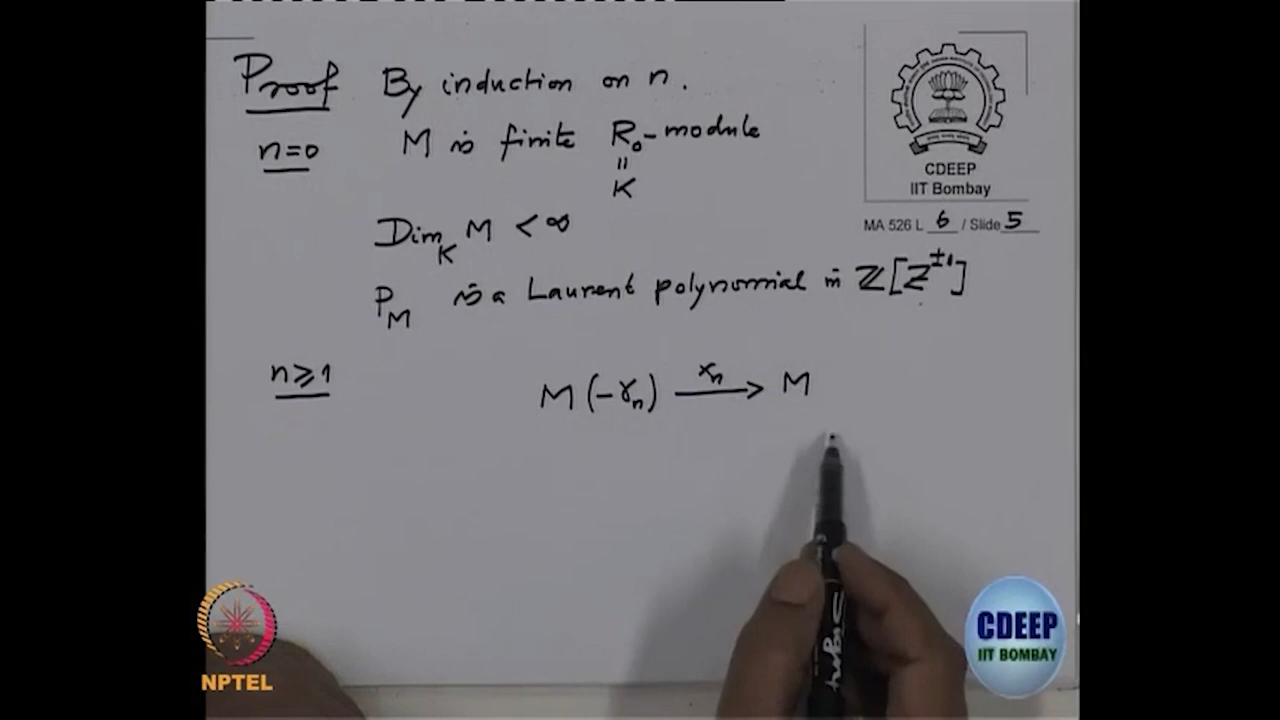 Proof By induction on n.
n=0 M is finite R₀-module
=
K
Dim_K M < ∞
P_M is a Laurent polynomial in ℤ[Z^{±1}]
n≥1 M(-γₙ) --xₙ--> M
CDEEP
IIT Bombay
MA 526 L 6 / Slide 5
NPTEL
CDEEP
IIT BOMBAY